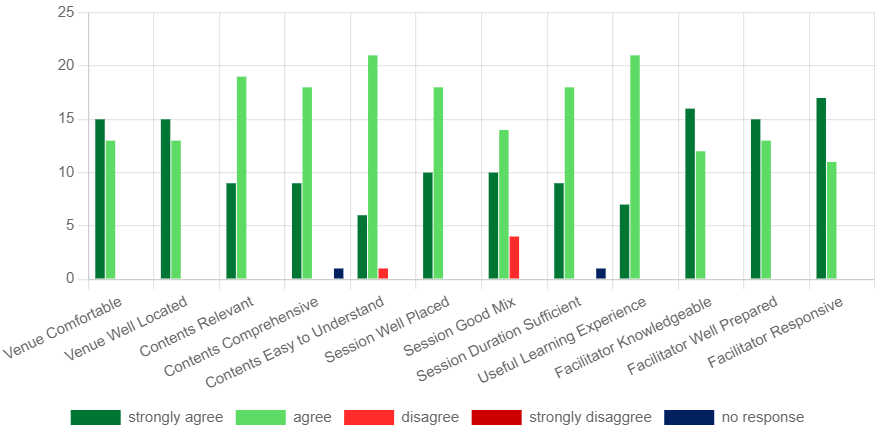 25
20
15
10
5
0
Venue Comfortable
Venue Well Located
Contents Relevant
Contents Comprehensive
Contents Easy to Understand
Session Well Placed
Session Good Mix
Session Duration Sufficient
Useful Learning Experience
Facilitator Knowledgeable
Facilitator Well Prepared
Facilitator Responsive
strongly agree agree disagree strongly disaggree no response